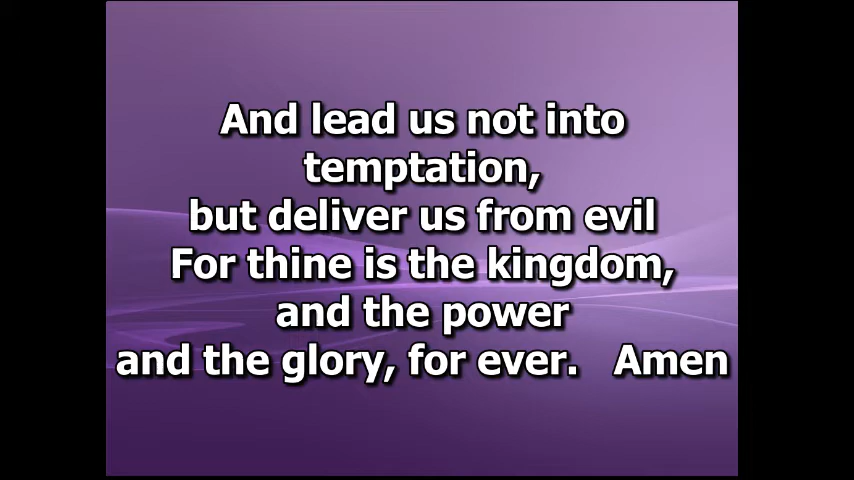 And lead us not into
temptation,
but deliver us from evil
For thine is the kingdom,
and the power
and the glory, for ever.   Amen